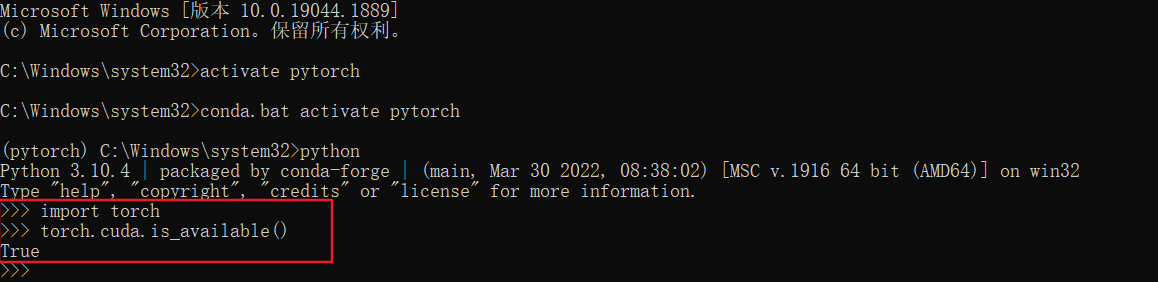 Microsoft Windows [版本 10.0.19044.1889]
(c) Microsoft Corporation。保留所有权利。
C:\Windows\system32>activate pytorch
C:\Windows\system32>conda.bat activate pytorch
(pytorch) C:\Windows\system32>python
Python 3.10.4 | packaged by conda-forge | (main, Mar 30 2022, 08:38:02) [MSC v.1916 64 bit (AMD64)] on win32
Type "help", "copyright", "credits" or "license" for more information.
>>> import torch
>>> torch.cuda.is_available()
True
>>>